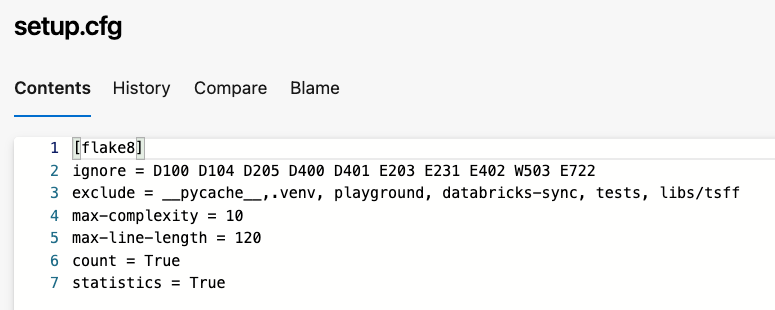 setup.cfg
Contents History Compare Blame
1 [flake8]
2 ignore = D100 D104 D205 D400 D401 E203 E231 E402 W503 E722
3 exclude = __pycache__,.venv, playground, databricks-sync, tests, libs/tsff
4 max-complexity = 10
5 max-line-length = 120
6 count = True
7 statistics = True